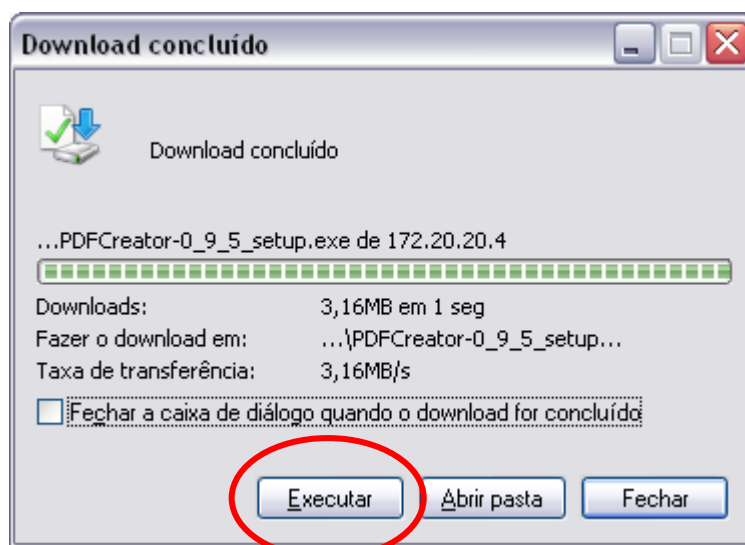 Download concluído
Download concluído
...PDFCreator-0_9_5_setup.exe de 172.20.20.4
Downloads: 3,16MB em 1 seg
Fazer o download em: ...\PDFCreator-0_9_5_setup...
Taxa de transferência: 3,16MB/s
Fechar a caixa de diálogo quando o download for concluído
Executar Abrir pasta Fechar